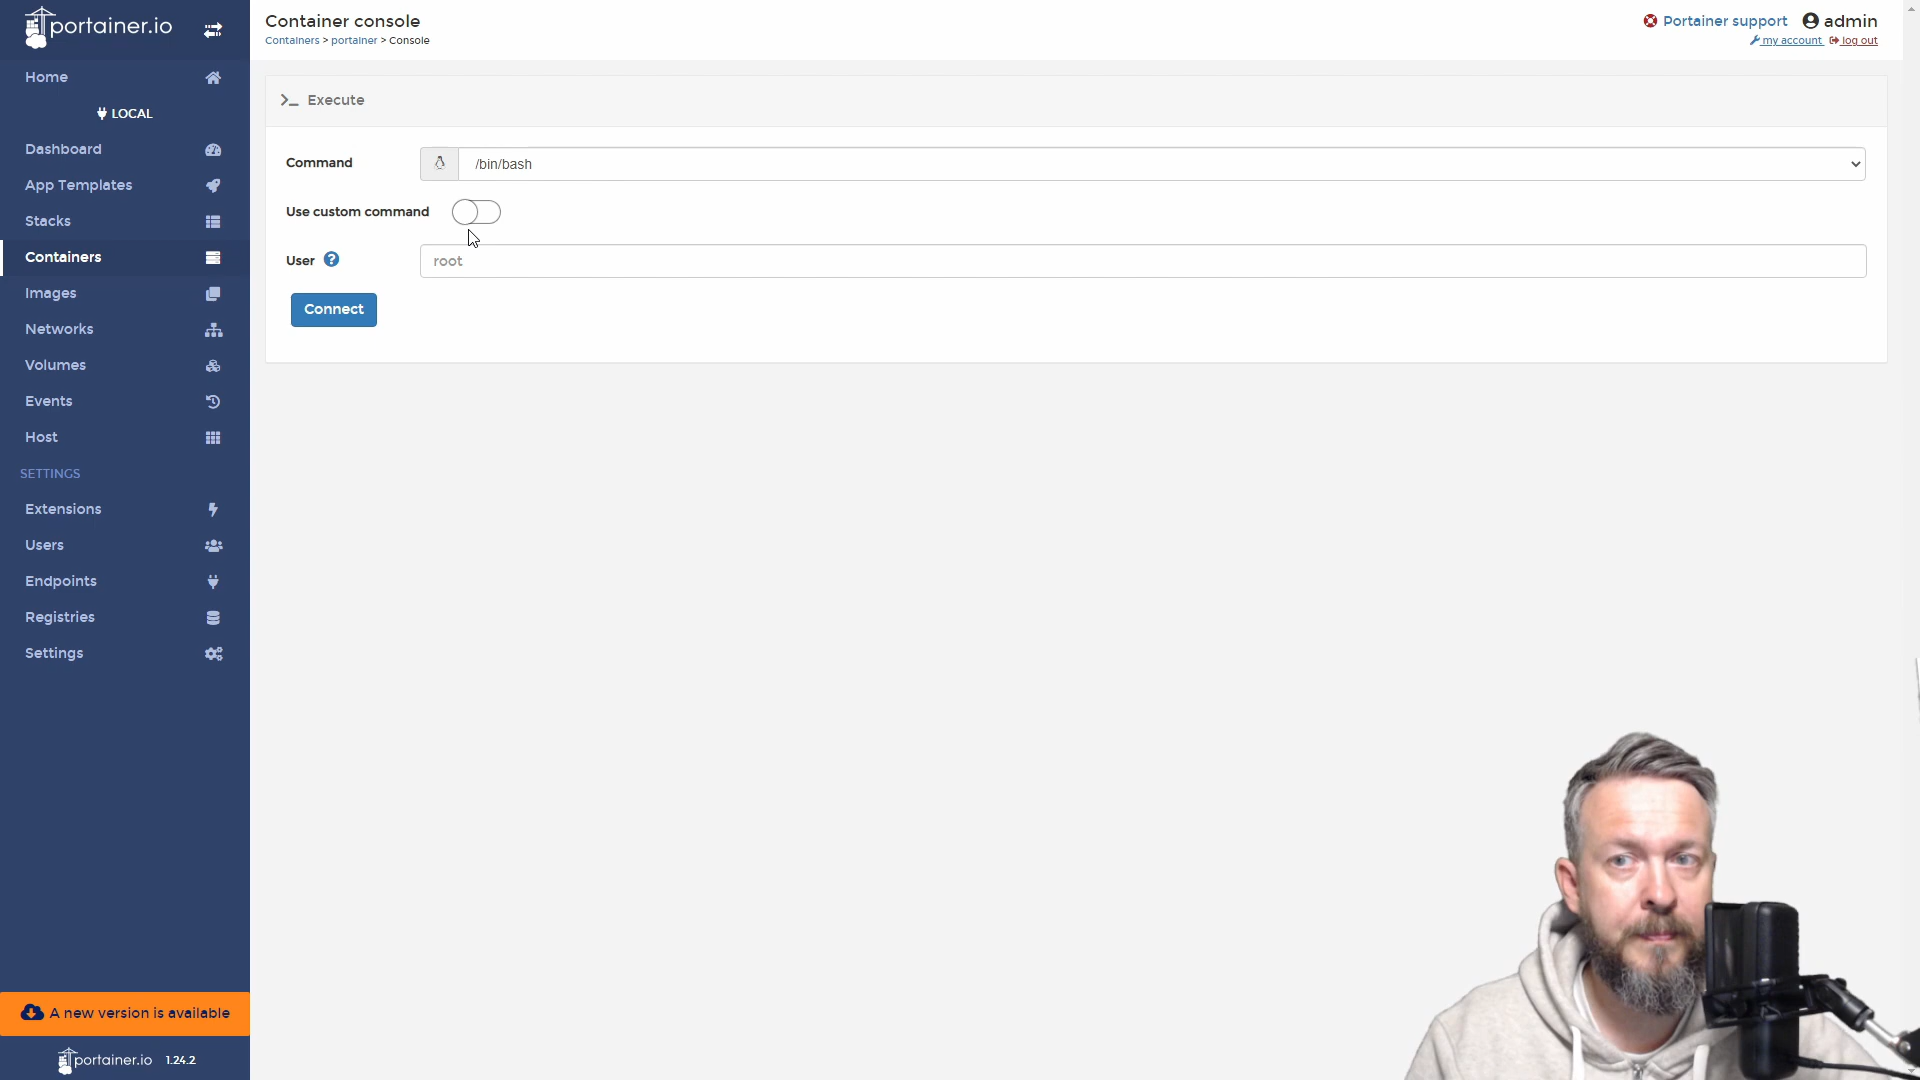 portainer.io
Container console
Containers > portainer > Console
Portainer support
admin
my account
log out
Home
LOCAL
Dashboard
App Templates
Stacks
Containers
Images
Networks
Volumes
Events
Host
SETTINGS
Extensions
Users
Endpoints
Registries
Settings
A new version is available
portainer.io 1.24.2
>_ Execute
Command
/bin/bash
Use custom command
User ?
root
Connect